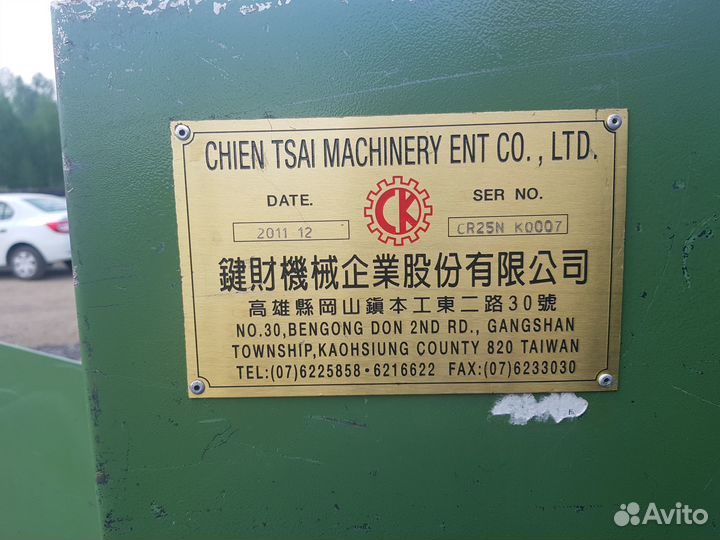 CHIEN TSAI MACHINERY ENT CO., LTD.
DATE. SER NO.
2011 12 CR25N K0007
CK
鍵財機械企業股份有限公司
高雄縣岡山鎮本工東二路30號
NO.30,BENGONG DON 2ND RD., GANGSHAN
TOWNSHIP,KAOHSIUNG COUNTY 820 TAIWAN
TEL:(07)6225858・6216622 FAX:(07)6233030
Avito